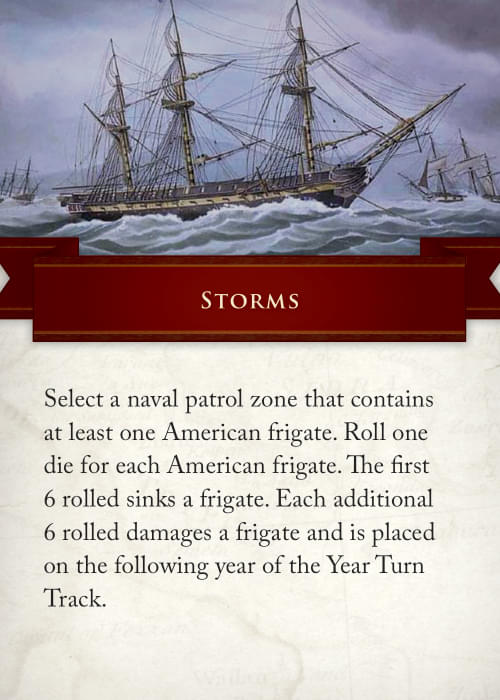 Storms
Select a naval patrol zone that contains
at least one American frigate. Roll one
die for each American frigate. The first
6 rolled sinks a frigate. Each additional
6 rolled damages a frigate and is placed
on the following year of the Year Turn
Track.